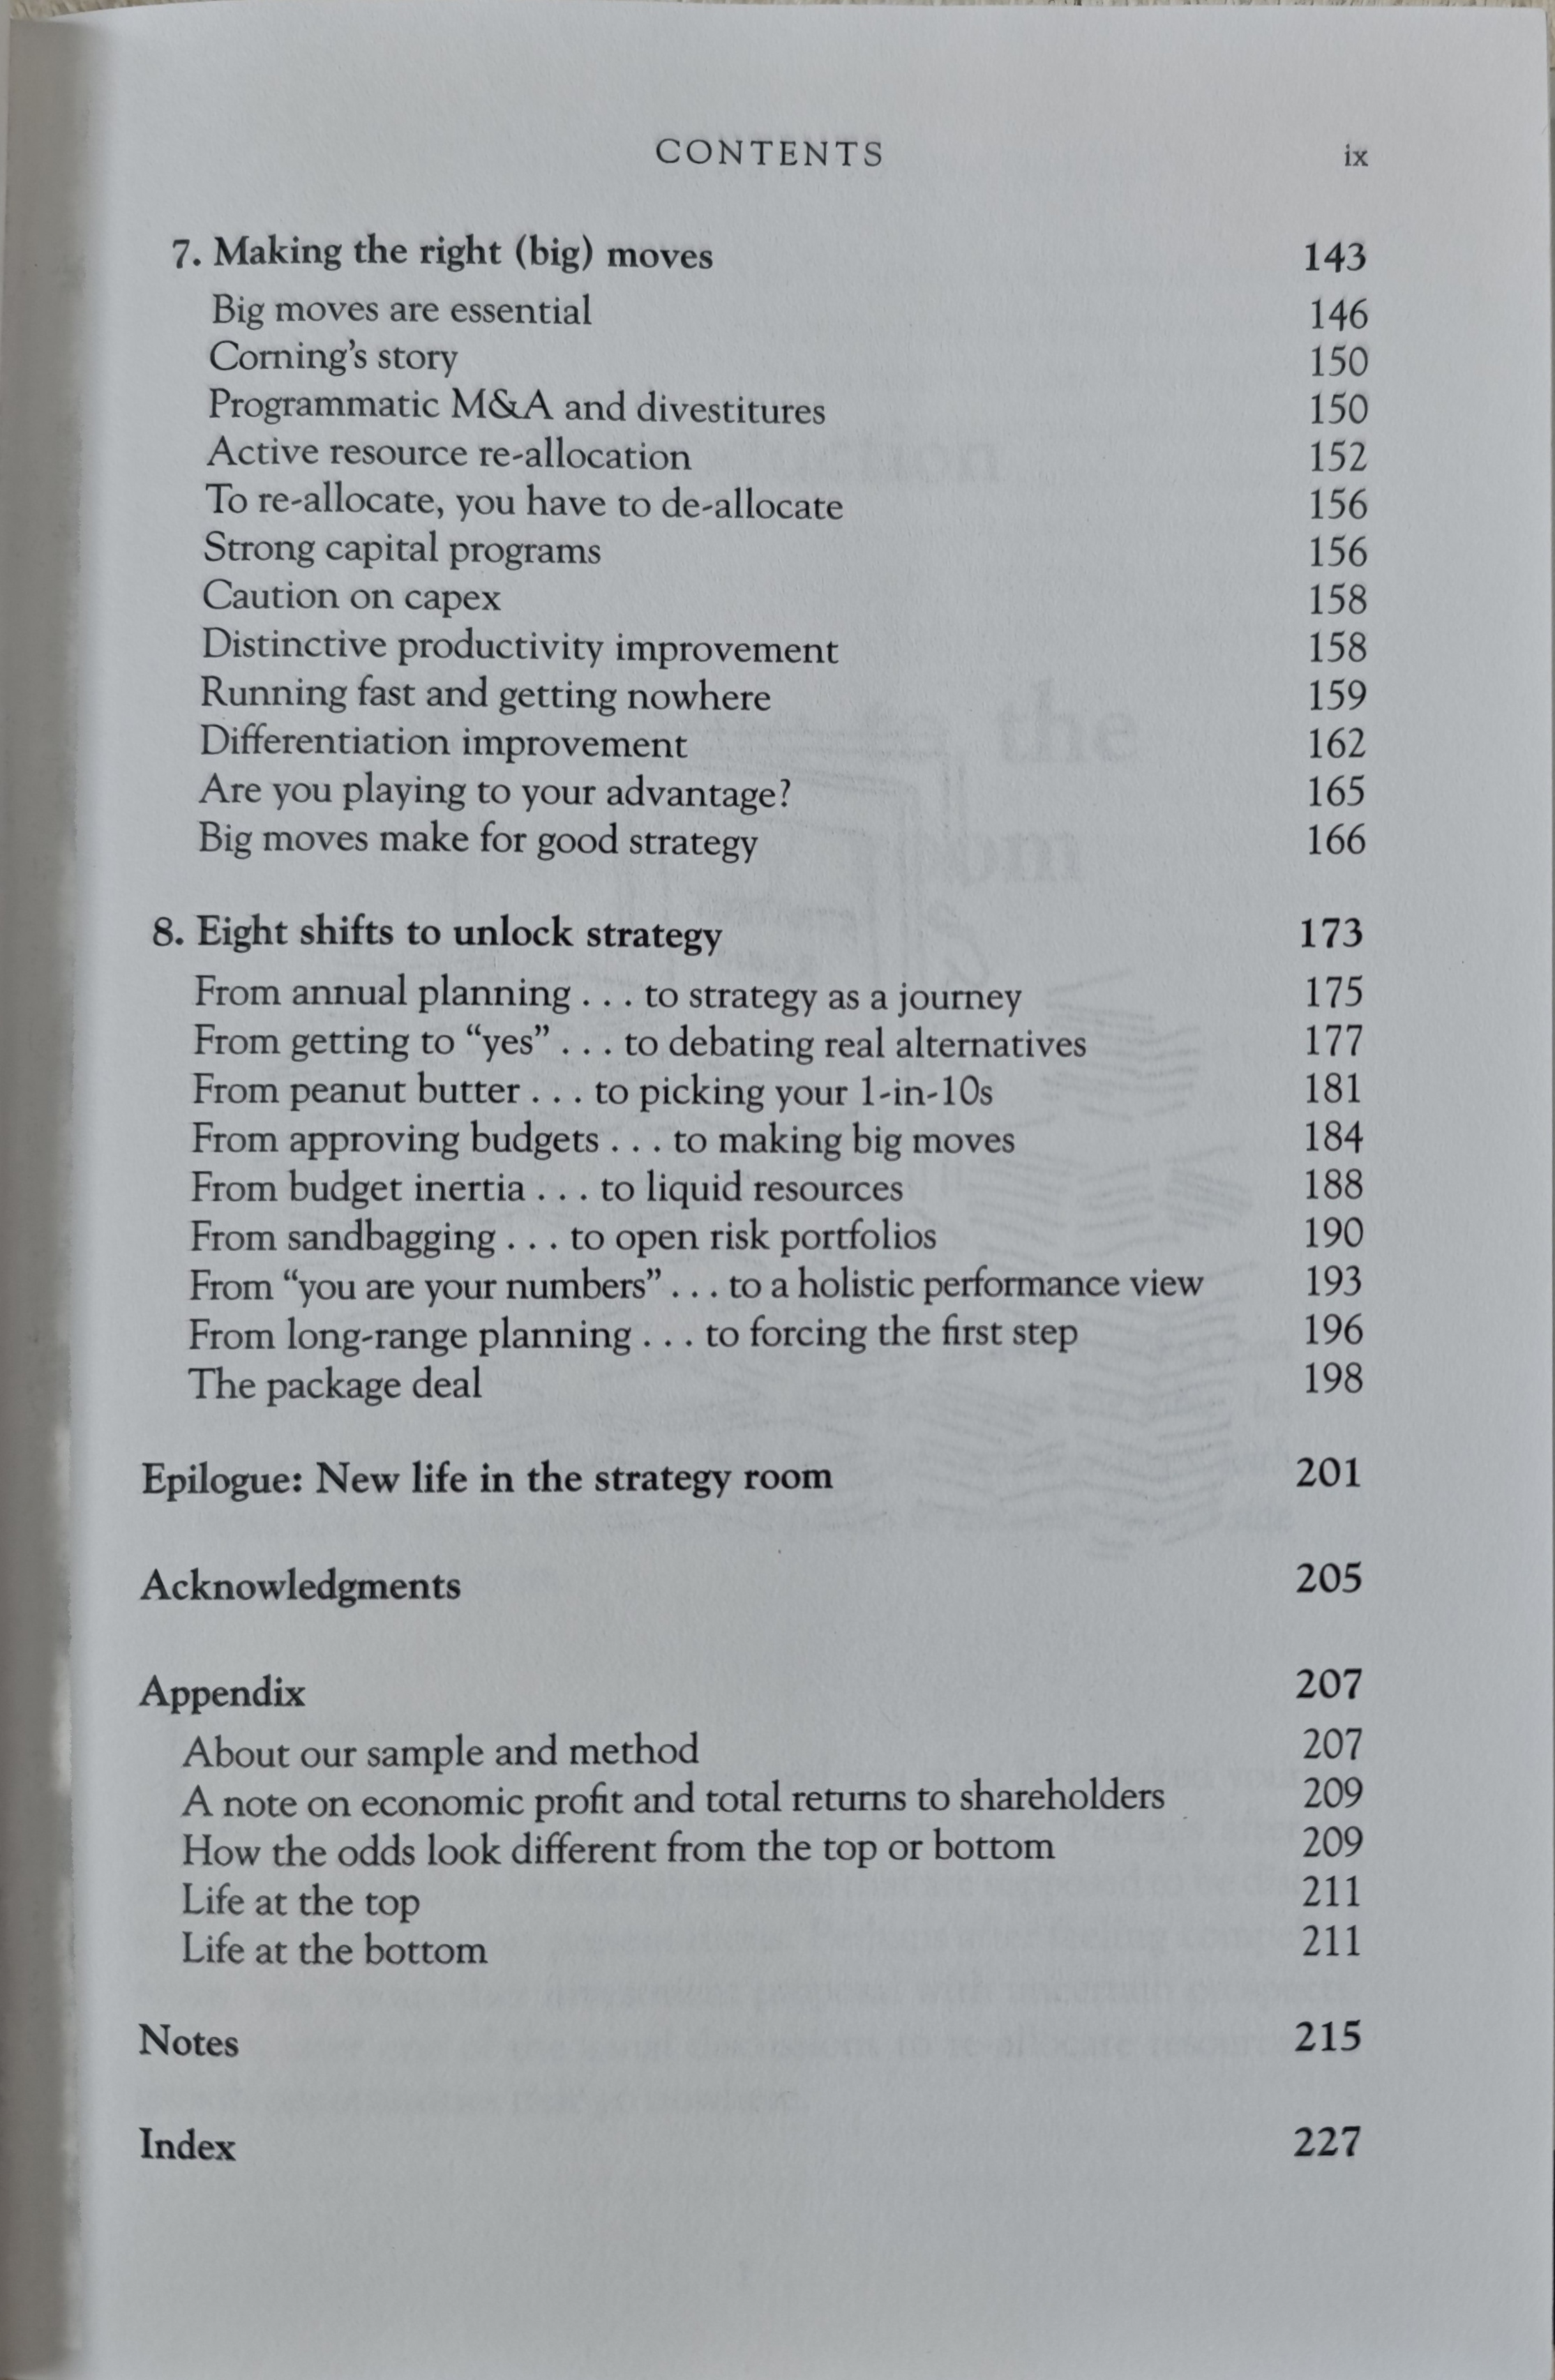 CONTENTS ix
7. Making the right (big) moves 143
Big moves are essential 146
Corning’s story 150
Programmatic M&A and divestitures 150
Active resource re-allocation 152
To re-allocate, you have to de-allocate 156
Strong capital programs 156
Caution on capex 158
Distinctive productivity improvement 158
Running fast and getting nowhere 159
Differentiation improvement 162
Are you playing to your advantage? 165
Big moves make for good strategy 166
8. Eight shifts to unlock strategy 173
From annual planning . . . to strategy as a journey 175
From getting to “yes” . . . to debating real alternatives 177
From peanut butter . . . to picking your 1-in-10s 181
From approving budgets . . . to making big moves 184
From budget inertia . . . to liquid resources 188
From sandbagging . . . to open risk portfolios 190
From “you are your numbers” . . . to a holistic performance view 193
From long-range planning . . . to forcing the first step 196
The package deal 198
Epilogue: New life in the strategy room 201
Acknowledgments 205
Appendix 207
About our sample and method 207
A note on economic profit and total returns to shareholders 209
How the odds look different from the top or bottom 209
Life at the top 211
Life at the bottom 211
Notes 215
Index 227